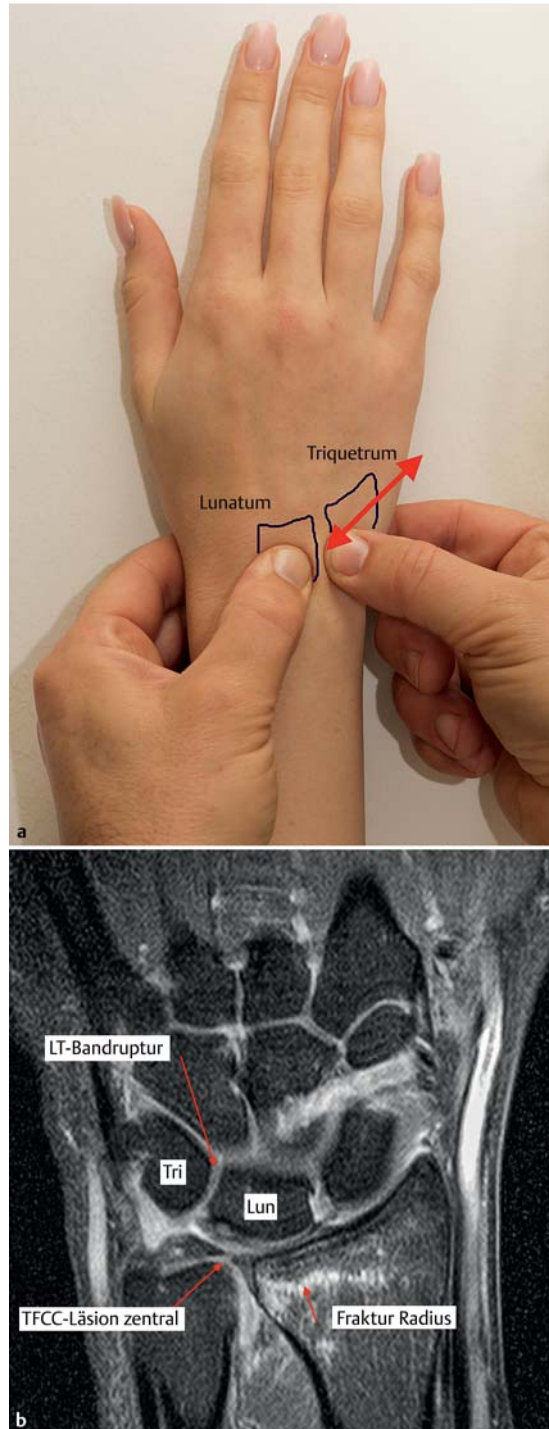 Triquetrum
Lunatum
a
LT-Bandruptur
Tri
Lun
TFCC-Läsion zentral
Fraktur Radius
b